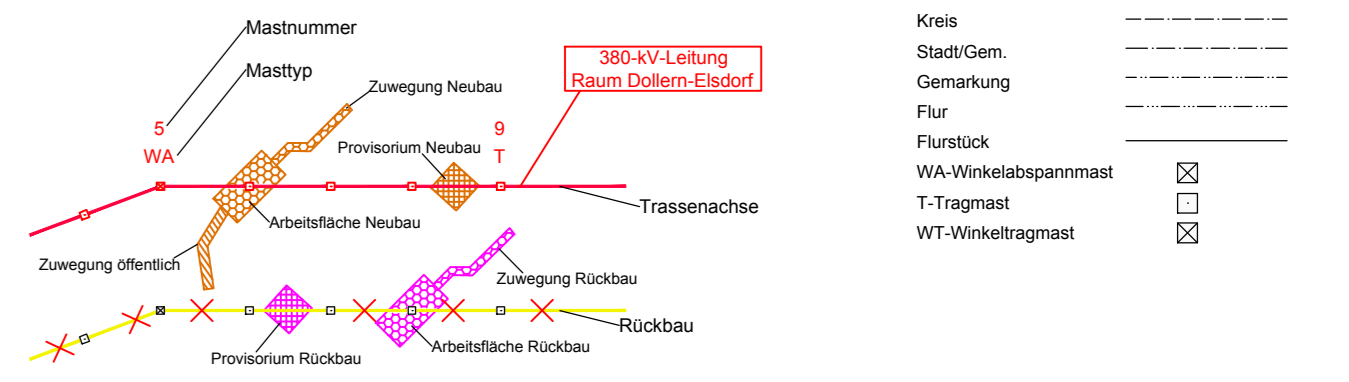 Mastnummer
Masttyp
380-kV-Leitung
Raum Dollern-Elsdorf
Zuwegung Neubau
5
WA
Provisorium Neubau
9
T
Trassenachse
Arbeitsfläche Neubau
Zuwegung öffentlich
Zuwegung Rückbau
Rückbau
Arbeitsfläche Rückbau
Provisorium Rückbau
Kreis
Stadt/Gem.
Gemarkung
Flur
Flurstück
WA-Winkelabspannmast
T-Tragmast
WT-Winkeltragmast